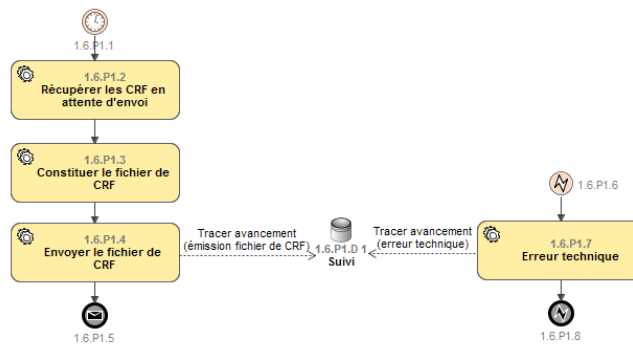 1.6.P1.1
1.6.P1.2
Récupérer les CRF en
attente d'envoi
1.6.P1.3
Constituer le fichier de
CRF
1.6.P1.4
Envoyer le fichier de
CRF
1.6.P1.5
Tracer avancement
(émission fichier de CRF)
1.6.P1.D 1
Suivi
Tracer avancement
(erreur technique)
1.6.P1.6
1.6.P1.7
Erreur technique
1.6.P1.8